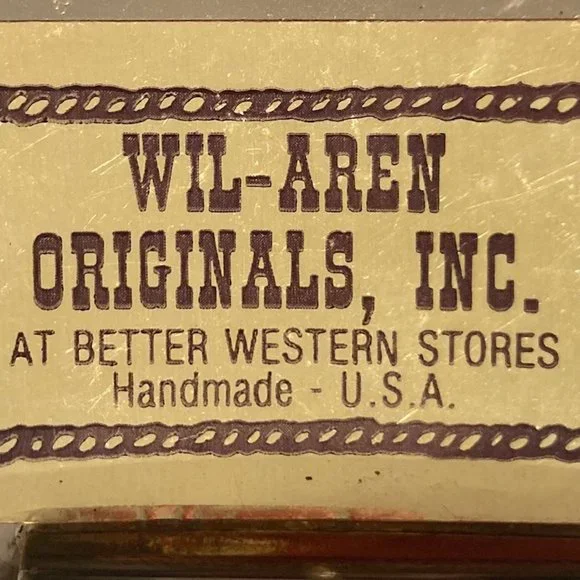 WIL-AREN
ORIGINALS, INC.
AT BETTER WESTERN STORES
Handmade - U.S.A.